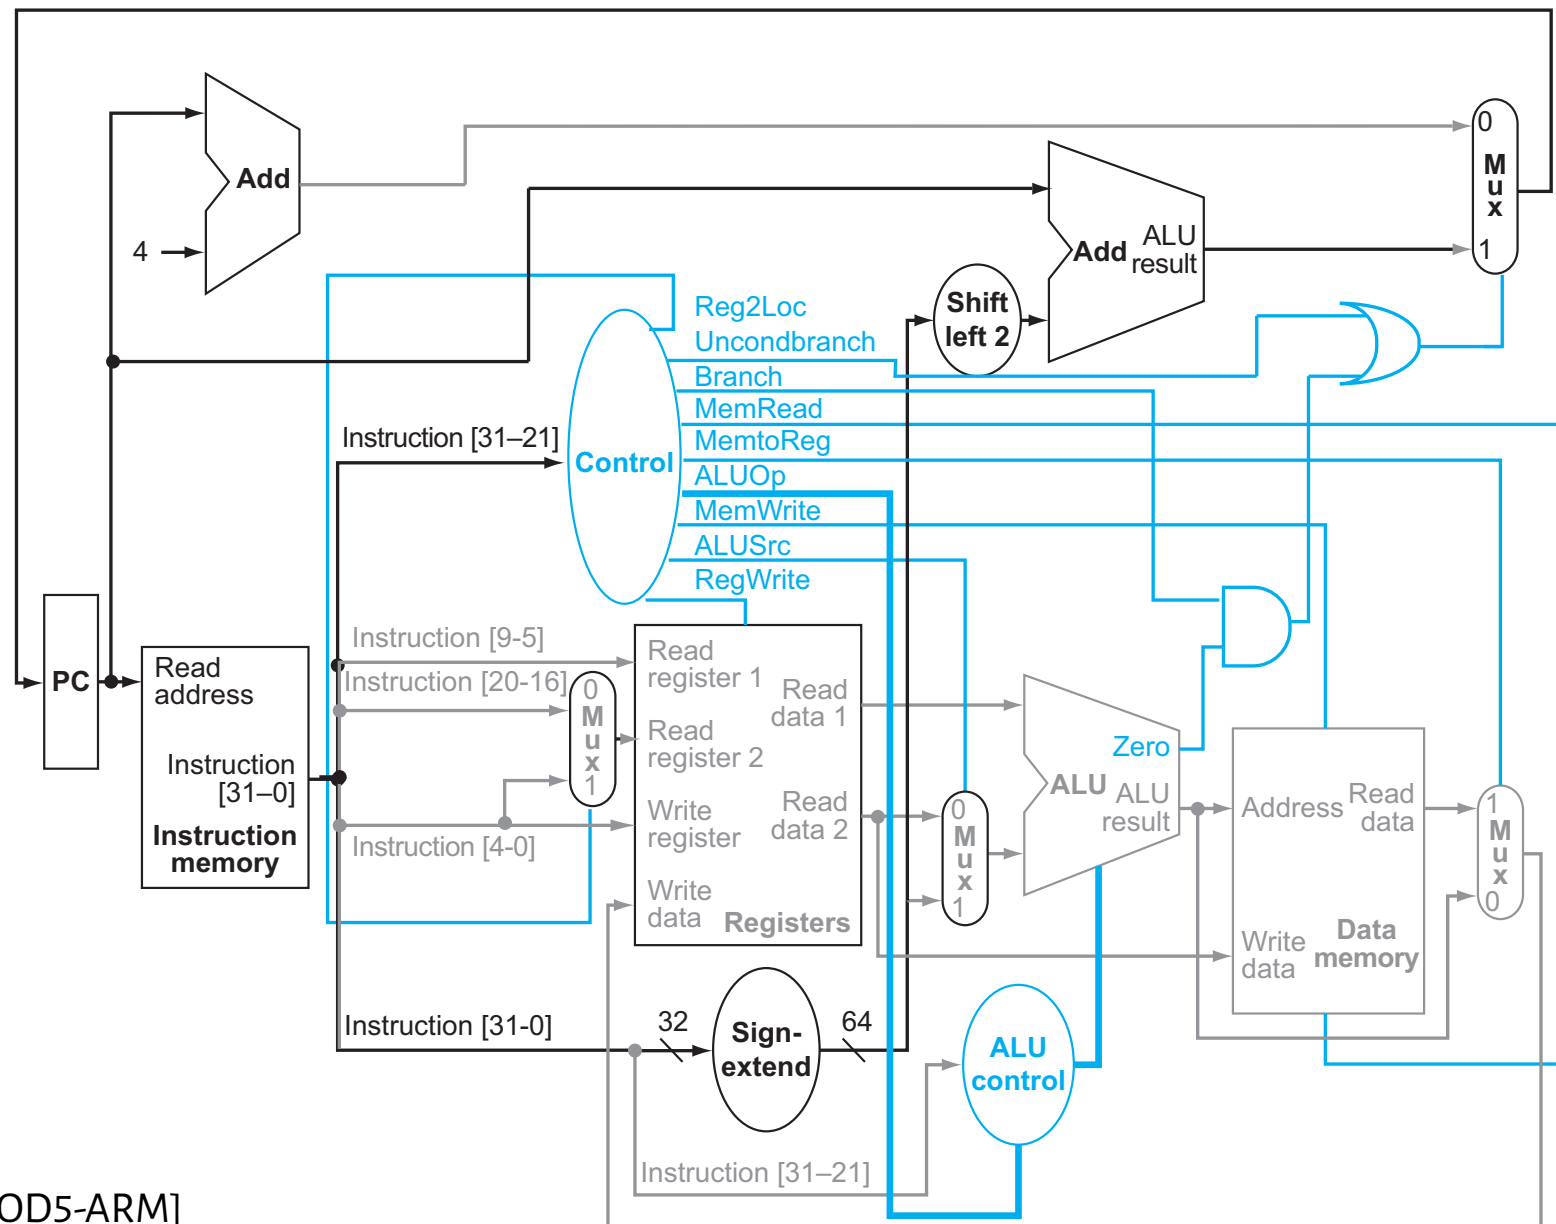 Add
4
Add
ALU
result
0
M
u
x
1
Shift
left 2
Reg2Loc
Uncondbranch
Branch
MemRead
MemtoReg
ALUOp
MemWrite
ALUSrc
RegWrite
Instruction [31–21]
Control
PC
Read
address
Instruction
[31–0]
Instruction
memory
Instruction [9-5]
Instruction [20-16]
Instruction [4-0]
0
M
u
x
1
Read
register 1
Read
register 2
Write
register
Write
data
Read
data 1
Read
data 2
Registers
0
M
u
x
1
Zero
ALU
ALU
result
Address
Read
data
Write
data
Data
memory
1
M
u
x
0
Instruction [31-0]
32
Sign-
extend
64
ALU
control
Instruction [31–21]
OD5-ARM]